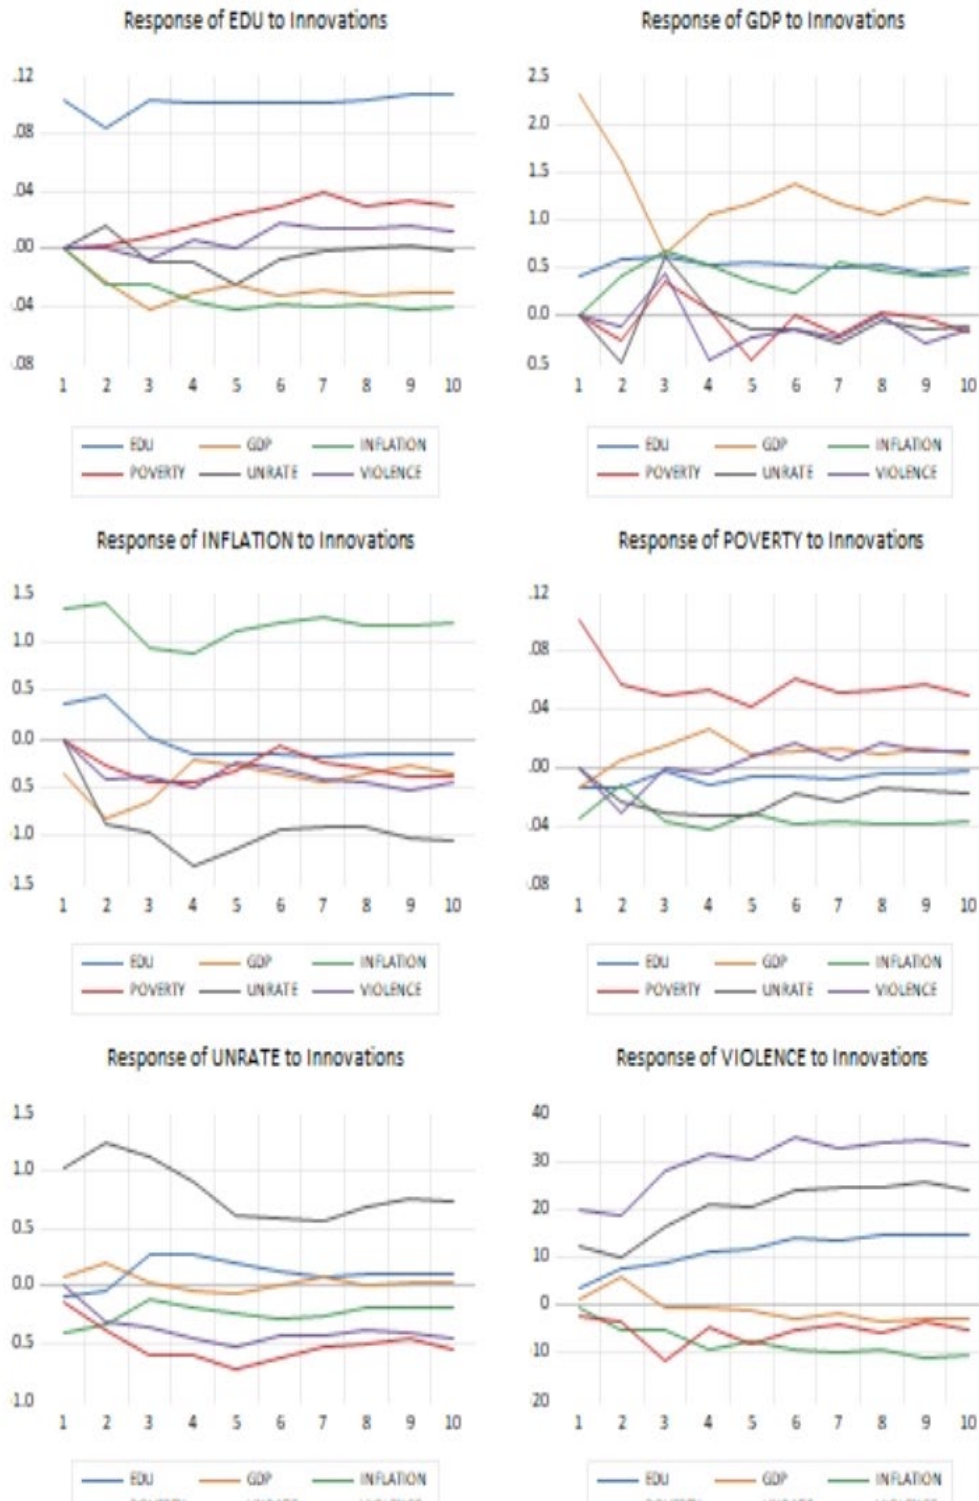 Response of EDU to Innovations
.12
.08
.04
.00
.04
.08
1 2 3 4 5 6 7 8 9 10
EDU GDP INFLATION
POVERTY UNRATE VIOLENCE
Response of GDP to Innovations
2.5
2.0
1.5
1.0
0.5
0.0
0.5
1 2 3 4 5 6 7 8 9 10
EDU GDP INFLATION
POVERTY UNRATE VIOLENCE
Response of INFLATION to Innovations
1.5
1.0
0.5
0.0
0.5
1.0
1.5
1 2 3 4 5 6 7 8 9 10
EDU GDP INFLATION
POVERTY UNRATE VIOLENCE
Response of POVERTY to Innovations
.12
.08
.04
.00
.04
.08
1 2 3 4 5 6 7 8 9 10
EDU GDP INFLATION
POVERTY UNRATE VIOLENCE
Response of UNRATE to Innovations
1.5
1.0
0.5
0.0
0.5
1.0
1 2 3 4 5 6 7 8 9 10
EDU GDP INFLATION
Response of VIOLENCE to Innovations
40
30
20
10
0
10
20
1 2 3 4 5 6 7 8 9 10
EDU GDP INFLATION